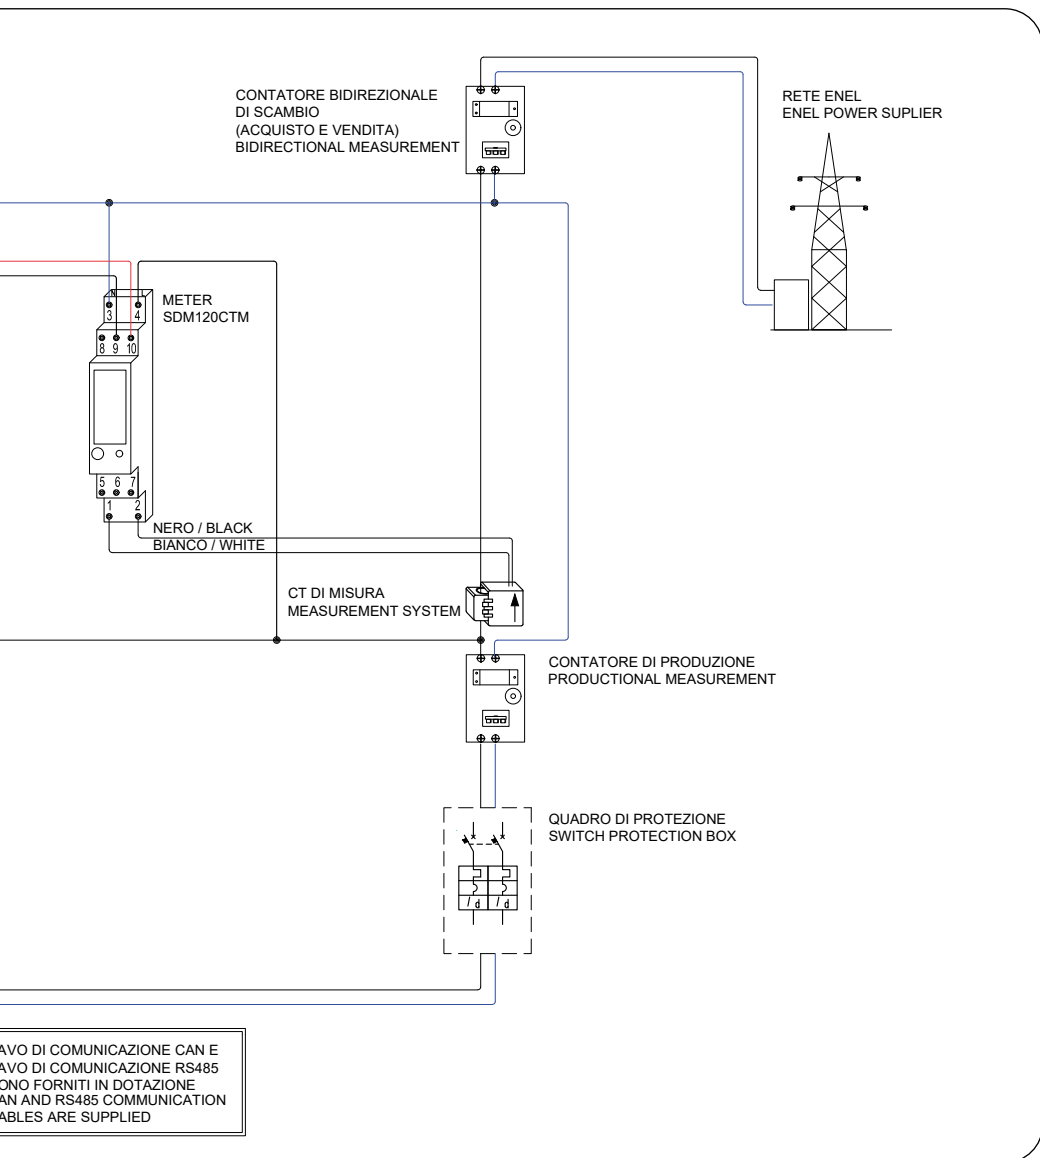 CONTATORE BIDIREZIONALE
DI SCAMBIO
(ACQUISTO E VENDITA)
BIDIRECTIONAL MEASUREMENT
RETE ENEL
ENEL POWER SUPLIER
METER
SDM120CTM
N L
3 4
8 9 10
5 6 7
1 2
NERO / BLACK
BIANCO / WHITE
CT DI MISURA
MEASUREMENT SYSTEM
CONTATORE DI PRODUZIONE
PRODUCTIONAL MEASUREMENT
QUADRO DI PROTEZIONE
SWITCH PROTECTION BOX
I d I d
AVO DI COMUNICAZIONE CAN E
AVO DI COMUNICAZIONE RS485
ONO FORNITI IN DOTAZIONE
AN AND RS485 COMMUNICATION
ABLES ARE SUPPLIED